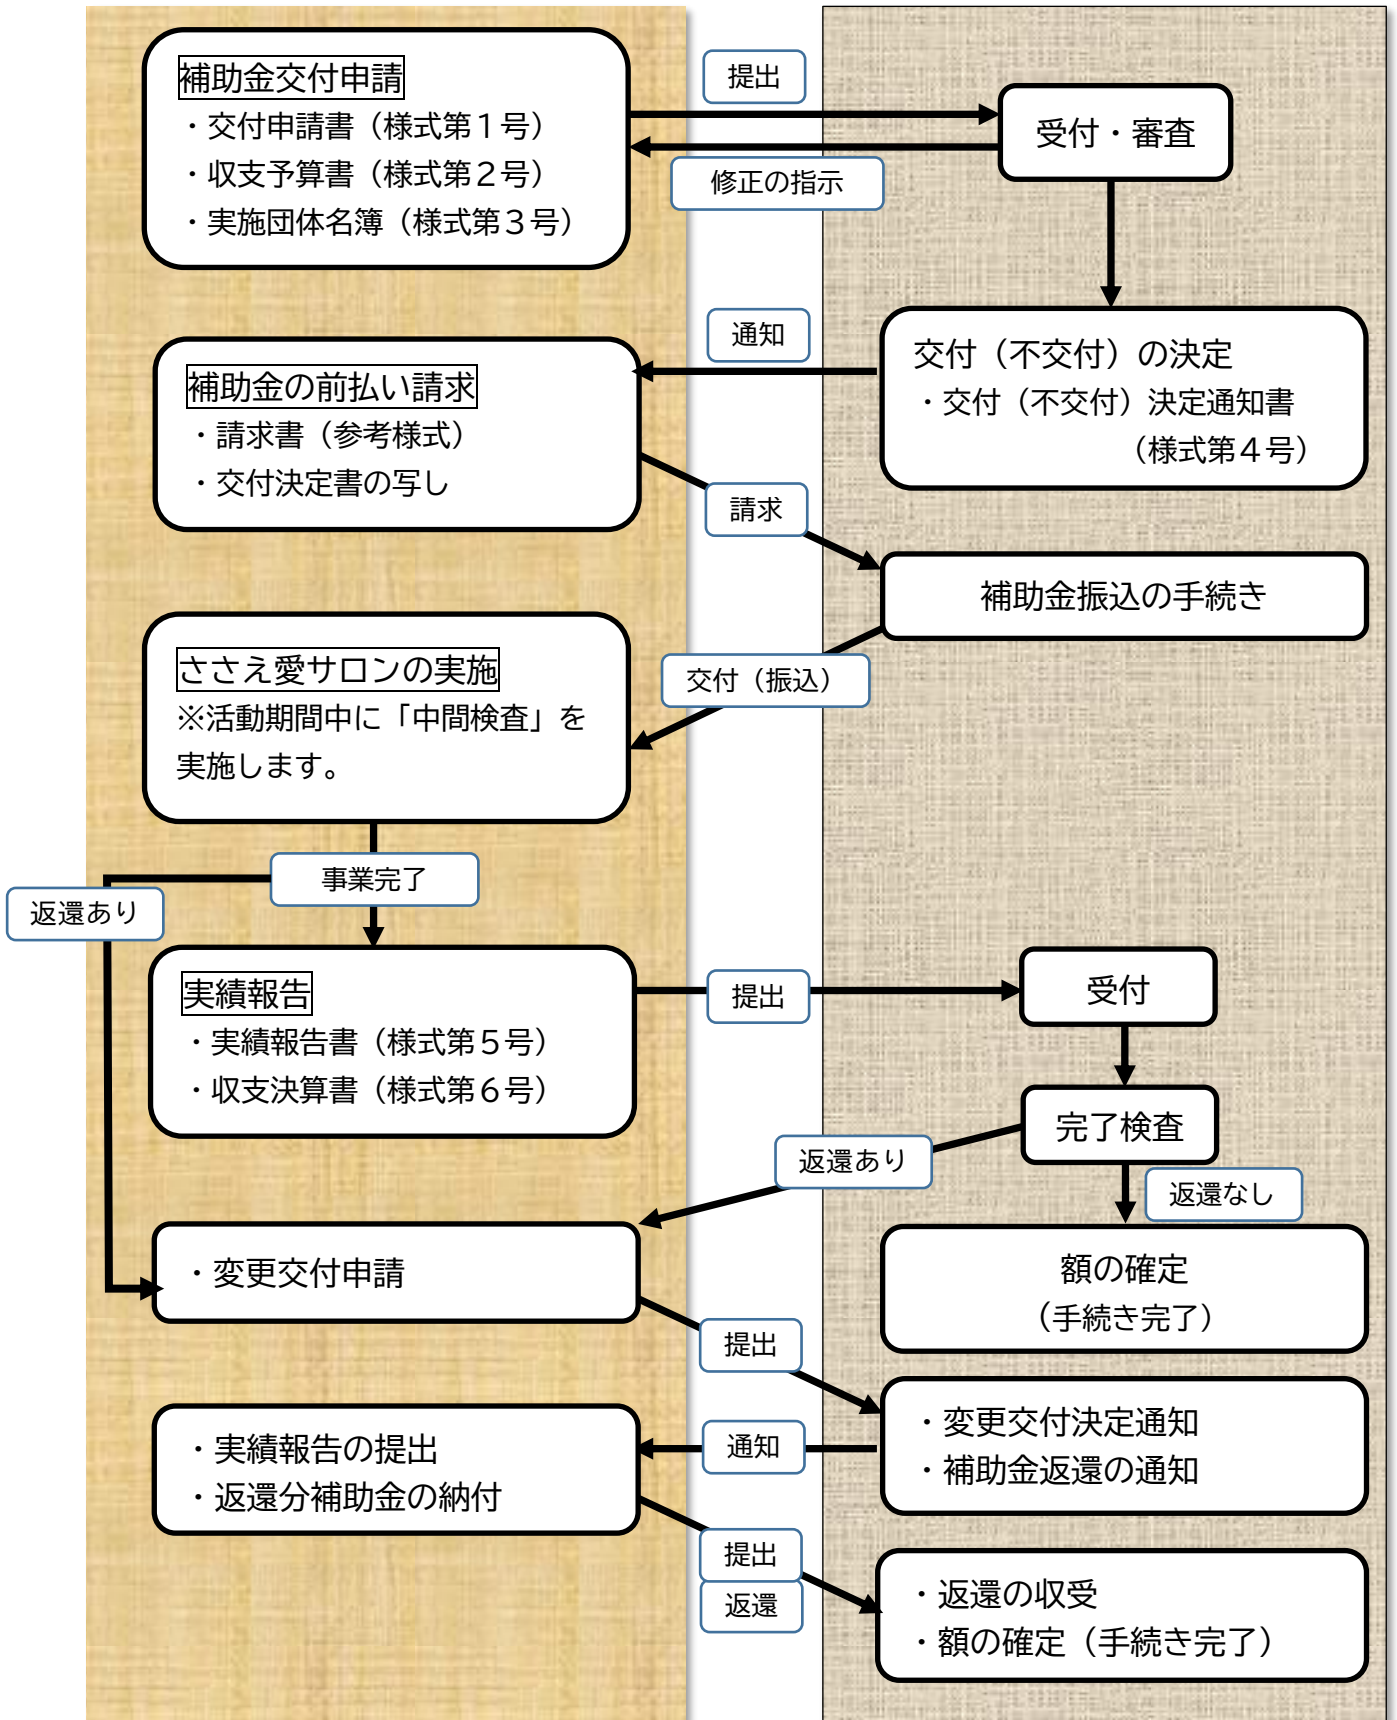 補助金交付申請
・交付申請書（様式第１号）
・収支予算書（様式第２号）
・実施団体名簿（様式第３号）
提出
修正の指示
受付・審査
通知
交付（不交付）の決定
・交付（不交付）決定通知書
（様式第４号）
補助金の前払い請求
・請求書（参考様式）
・交付決定書の写し
請求
補助金振込の手続き
交付（振込）
ささえ愛サロンの実施
※活動期間中に「中間検査」を
実施します。
事業完了
返還あり
実績報告
・実績報告書（様式第５号）
・収支決算書（様式第６号）
提出
受付
完了検査
返還あり
返還なし
額の確定
（手続き完了）
・変更交付申請
提出
・変更交付決定通知
・補助金返還の通知
通知
・実績報告の提出
・返還分補助金の納付
提出
返還
・返還の収受
・額の確定（手続き完了）